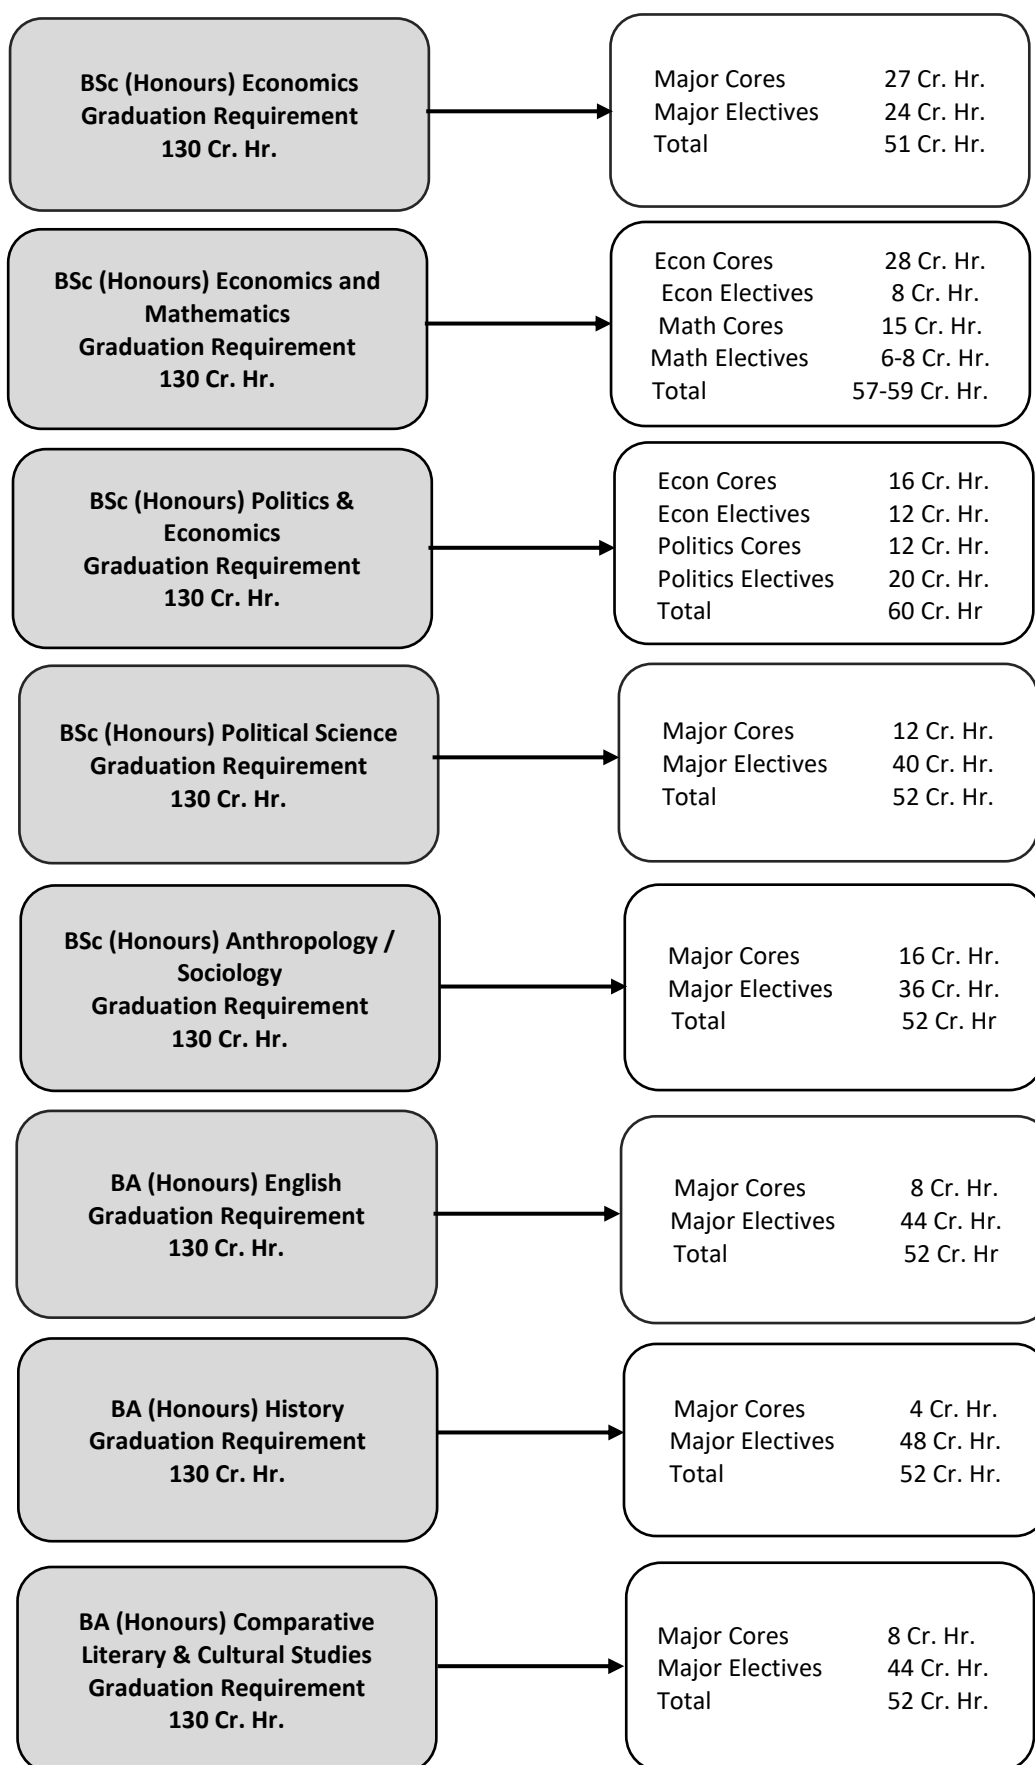 BSc (Honours) Economics
Graduation Requirement
130 Cr. Hr.
Major Cores 27 Cr. Hr.
Major Electives 24 Cr. Hr.
Total 51 Cr. Hr.
BSc (Honours) Economics and
Mathematics
Graduation Requirement
130 Cr. Hr.
Econ Cores 28 Cr. Hr.
Econ Electives 8 Cr. Hr.
Math Cores 15 Cr. Hr.
Math Electives 6-8 Cr. Hr.
Total 57-59 Cr. Hr.
BSc (Honours) Politics &
Economics
Graduation Requirement
130 Cr. Hr.
Econ Cores 16 Cr. Hr.
Econ Electives 12 Cr. Hr.
Politics Cores 12 Cr. Hr.
Politics Electives 20 Cr. Hr.
Total 60 Cr. Hr
BSc (Honours) Political Science
Graduation Requirement
130 Cr. Hr.
Major Cores 12 Cr. Hr.
Major Electives 40 Cr. Hr.
Total 52 Cr. Hr.
BSc (Honours) Anthropology /
Sociology
Graduation Requirement
130 Cr. Hr.
Major Cores 16 Cr. Hr.
Major Electives 36 Cr. Hr.
Total 52 Cr. Hr
BA (Honours) English
Graduation Requirement
130 Cr. Hr.
Major Cores 8 Cr. Hr.
Major Electives 44 Cr. Hr.
Total 52 Cr. Hr
BA (Honours) History
Graduation Requirement
130 Cr. Hr.
Major Cores 4 Cr. Hr.
Major Electives 48 Cr. Hr.
Total 52 Cr. Hr.
BA (Honours) Comparative
Literary & Cultural Studies
Graduation Requirement
130 Cr. Hr.
Major Cores 8 Cr. Hr.
Major Electives 44 Cr. Hr.
Total 52 Cr. Hr.